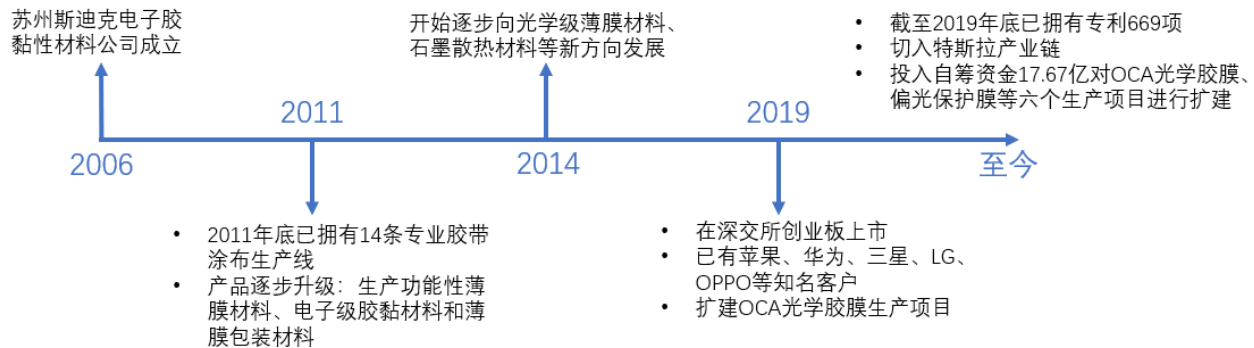 苏州斯迪克电子胶
黏性材料公司成立
2006
2011
• 2011年底已拥有14条专业胶带
涂布生产线
• 产品逐步升级：生产功能性薄
膜材料、电子级胶黏材料和薄
膜包装材料
开始逐步向光学级薄膜材料、
石墨散热材料等新方向发展
2014
2019
• 在深交所创业板上市
• 已有苹果、华为、三星、LG、
OPPO等知名客户
• 扩建OCA光学胶膜生产项目
• 截至2019年底已拥有专利669项
• 切入特斯拉产业链
• 投入自筹资金17.67亿对OCA光学胶膜、
偏光保护膜等六个生产项目进行扩建
至今